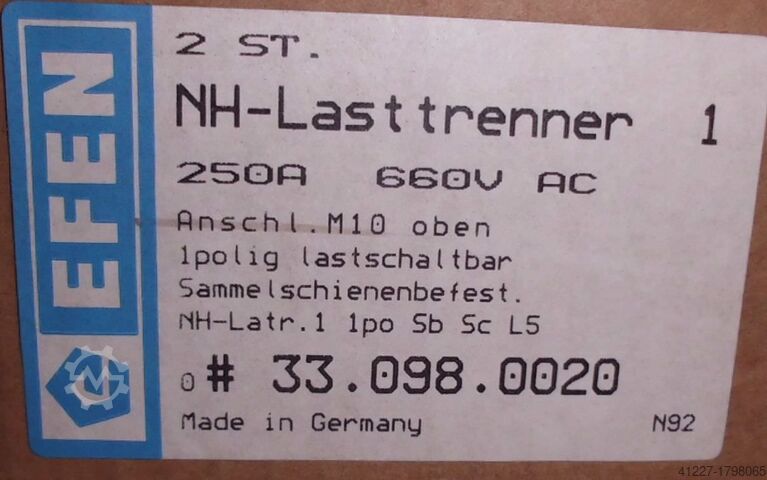 EFEN
2 ST.
NH-Lasttrenner 1
250A 660V AC
Anschl.M10 oben
1polig lastschaltbar
Sammelschienenbefest.
NH-Latr.1 1po Sb Sc L5
0 # 33.098.0020
Made in Germany N92
41227-1798065